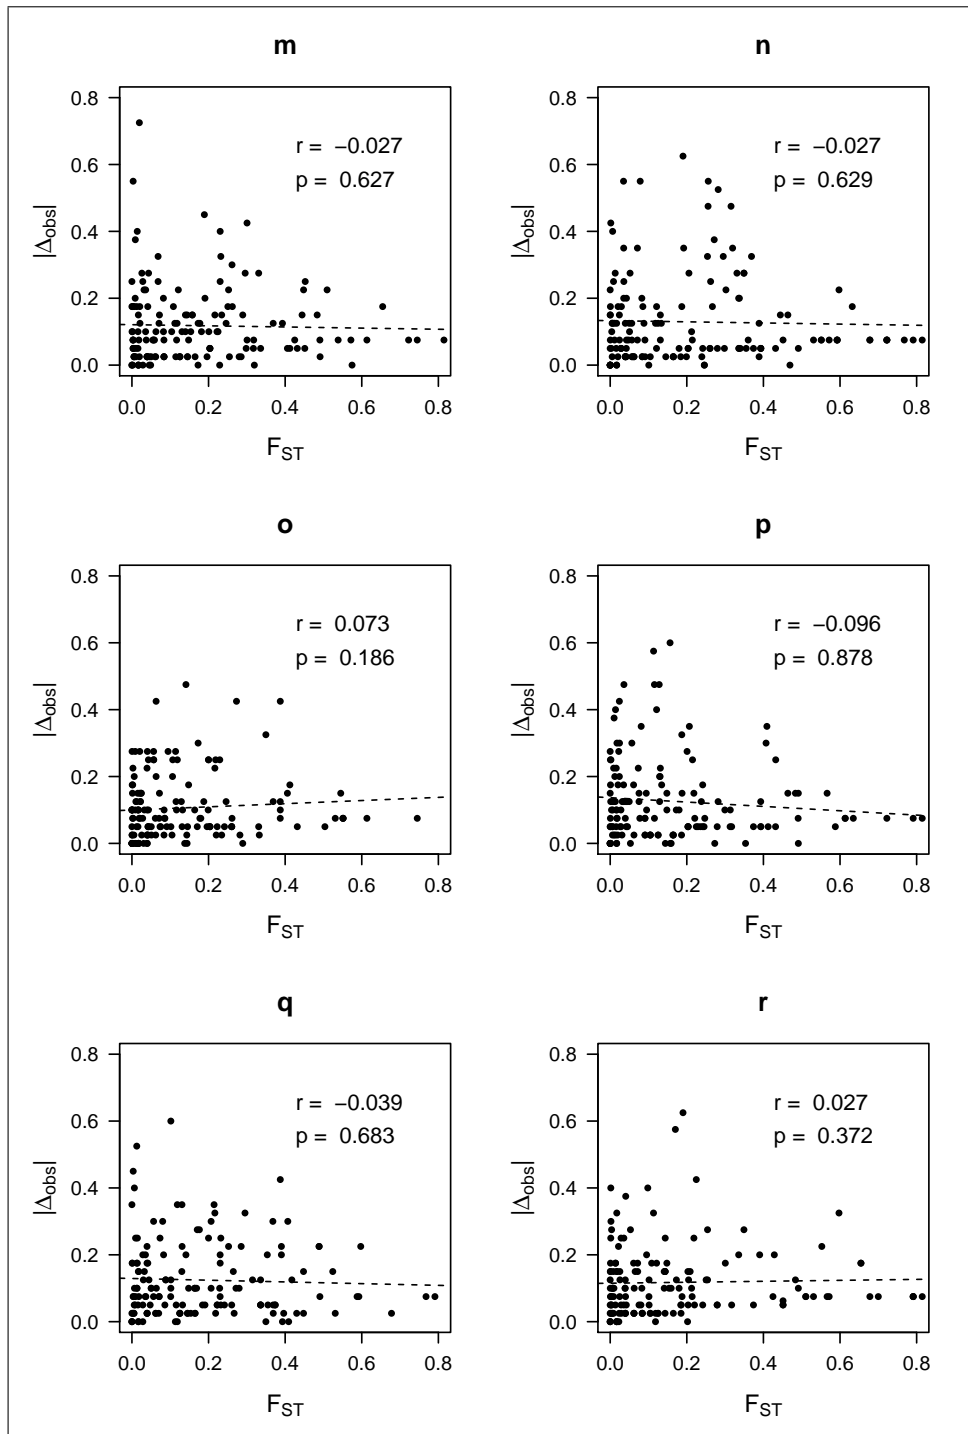 m
0.8
0.6
0.4
0.2
0.0
|Δobs|
r = −0.027
p = 0.627
0.0 0.2 0.4 0.6 0.8
FST
n
0.8
0.6
0.4
0.2
0.0
|Δobs|
r = −0.027
p = 0.629
0.0 0.2 0.4 0.6 0.8
FST
o
0.8
0.6
0.4
0.2
0.0
|Δobs|
r = 0.073
p = 0.186
0.0 0.2 0.4 0.6 0.8
FST
p
0.8
0.6
0.4
0.2
0.0
|Δobs|
r = −0.096
p = 0.878
0.0 0.2 0.4 0.6 0.8
FST
q
0.8
0.6
0.4
0.2
0.0
|Δobs|
r = −0.039
p = 0.683
0.0 0.2 0.4 0.6 0.8
FST
r
0.8
0.6
0.4
0.2
0.0
|Δobs|
r = 0.027
p = 0.372
0.0 0.2 0.4 0.6 0.8
FST